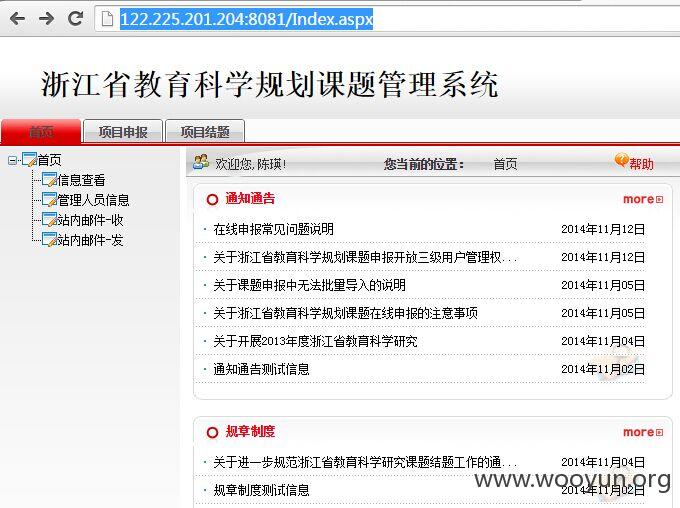 122.225.201.204:8081/Index.aspx
浙江省教育科学规划课题管理系统
首页 项目申报 项目结题
首页
信息查看
管理人员信息
站内邮件-收
站内邮件-发
欢迎您, 陈瑛! 您当前的位置: 首页 帮助
通知通告 more
在线申报常见问题说明 2014年11月12日
关于浙江省教育科学规划课题申报开放三级用户管理权... 2014年11月12日
关于课题申报中无法批量导入的说明 2014年11月05日
关于浙江省教育科学规划课题在线申报的注意事项 2014年11月05日
关于开展2013年度浙江省教育科学研究 2014年11月04日
通知通告测试信息 2014年11月02日
规章制度 more
关于进一步规范浙江省教育科学研究课题结题工作的通... 2014年11月04日
规章制度测试信息 2014年11月02日
www.wooyun.org